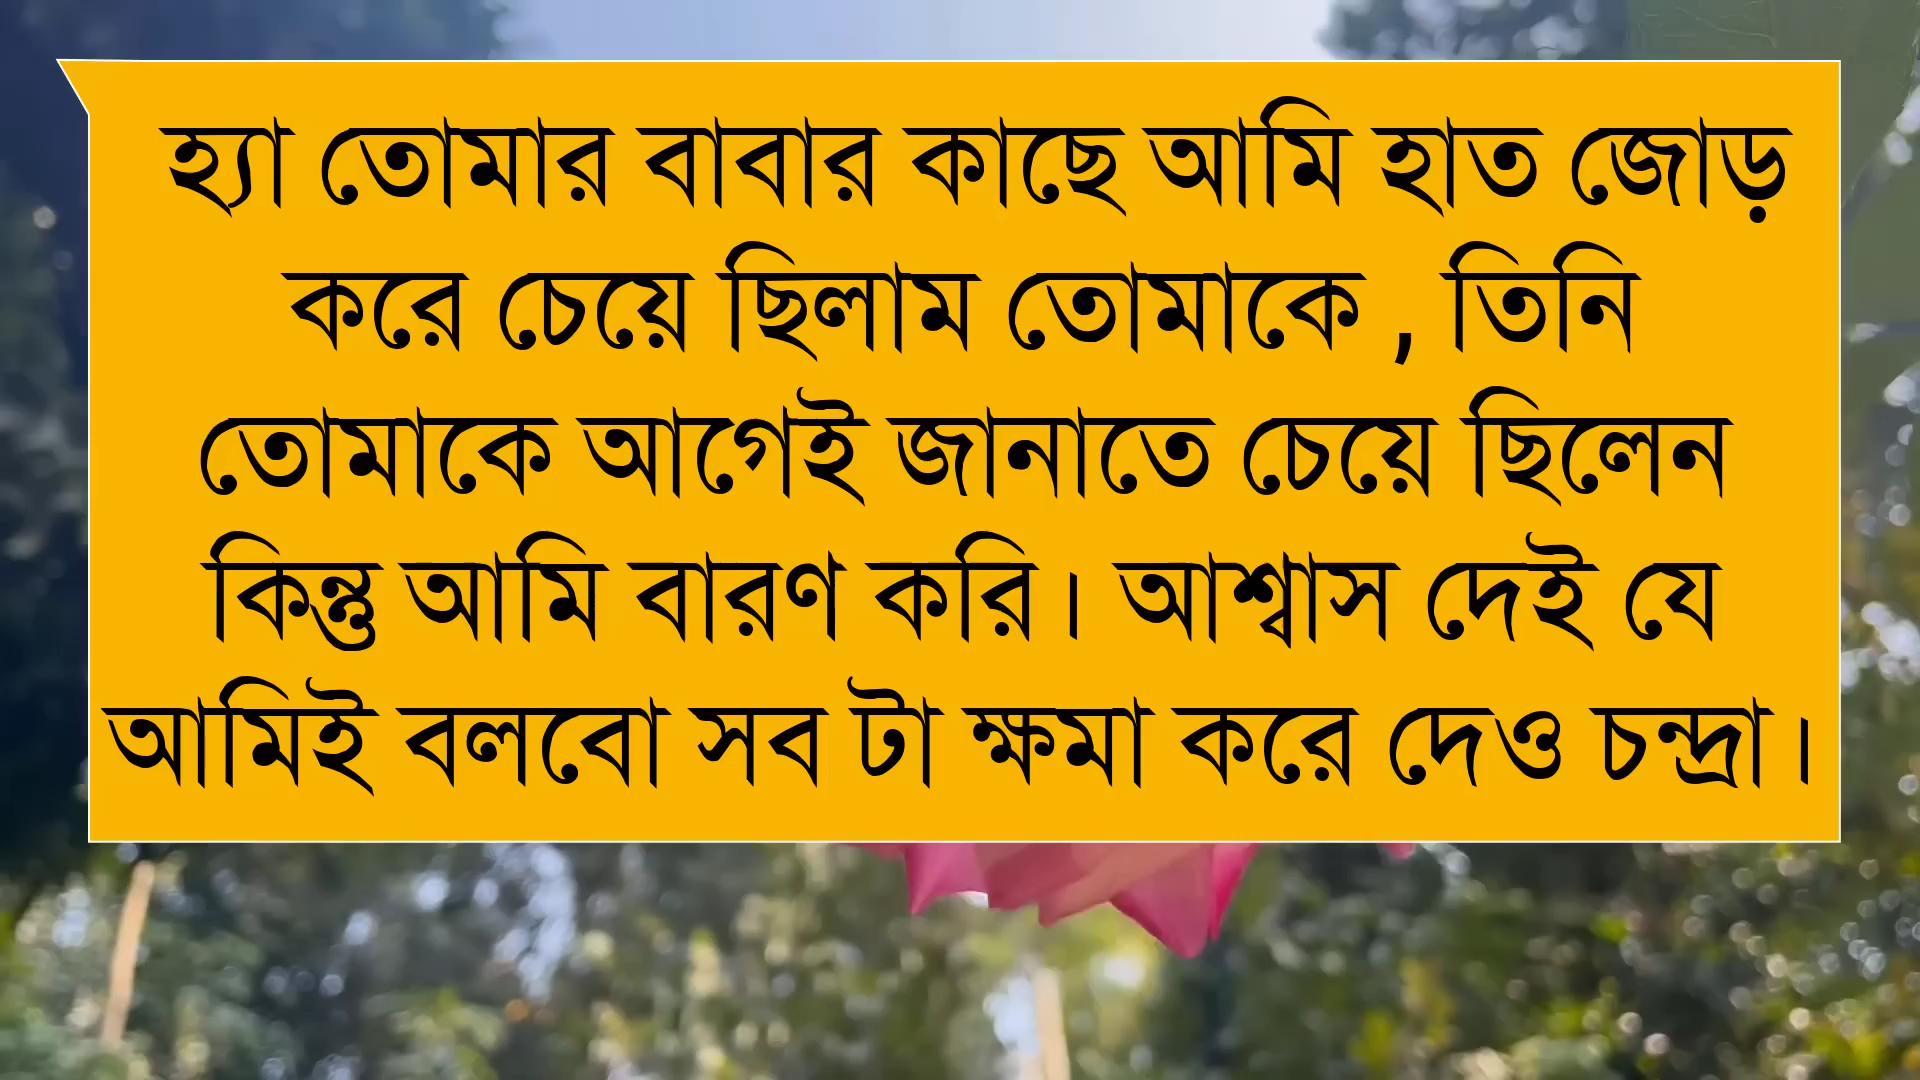 হ্যা তোমার বাবার কাছে আমি হাত জোড়
করে চেয়ে ছিলাম তোমাকে , তিনি
তোমাকে আগেই জানাতে চেয়ে ছিলেন
কিন্তু আমি বারণ করি। আশ্বাস দেই যে
আমিই বলবো সব টা ক্ষমা করে দেও চন্দ্রা।